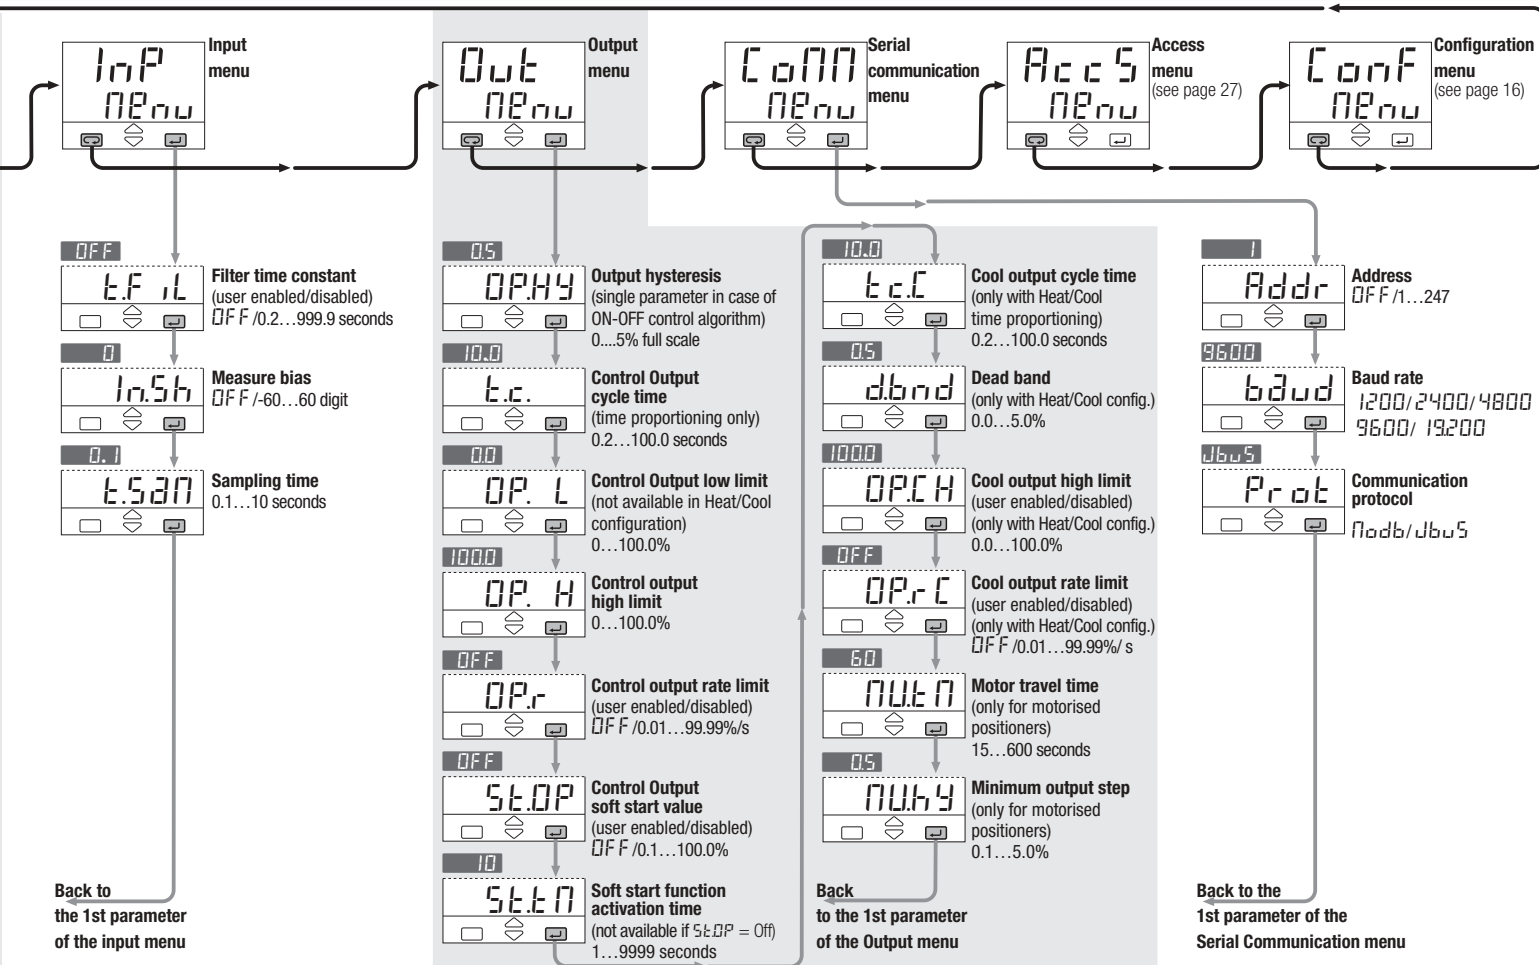 InP
MEnu
Input
menu
Out
MEnu
Output
menu
CoMM
MEnu
Serial
communication
menu
AccS
MEnu
Access
menu
(see page 27)
ConF
MEnu
Configuration
menu
(see page 16)
OFF
t.FiL
Filter time constant
(user enabled/disabled)
OFF/0.2…999.9 seconds
0
In.Sh
Measure bias
OFF/-60…60 digit
0.1
t.SaM
Sampling time
0.1…10 seconds
Back to
the 1st parameter
of the input menu
0.5
OP.HY
Output hysteresis
(single parameter in case of
ON-OFF control algorithm)
0....5% full scale
10.0
t.c.
Control Output
cycle time
(time proportioning only)
0.2…100.0 seconds
0.0
OP. L
Control Output low limit
(not available in Heat/Cool
configuration)
0…100.0%
100.0
OP. H
Control output
high limit
0…100.0%
OFF
OP.r
Control output rate limit
(user enabled/disabled)
OFF/0.01…99.99%/s
OFF
St.OP
Control Output
soft start value
(user enabled/disabled)
OFF/0.1…100.0%
10
St.tM
Soft start function
activation time
(not available if St.OP = Off)
1…9999 seconds
10.0
tc.C
Cool output cycle time
(only with Heat/Cool
time proportioning)
0.2…100.0 seconds
0.5
d.bnd
Dead band
(only with Heat/Cool config.)
0.0…5.0%
100.0
OP.CH
Cool output high limit
(user enabled/disabled)
(only with Heat/Cool config.)
0.0…100.0%
OFF
OP.rC
Cool output rate limit
(user enabled/disabled)
(only with Heat/Cool config.)
OFF/0.01…99.99%/ s
60
MU.tM
Motor travel time
(only for motorised
positioners)
15…600 seconds
0.5
MU.hY
Minimum output step
(only for motorised
positioners)
0.1…5.0%
Back
to the 1st parameter
of the Output menu
1
Addr
Address
OFF/1…247
9600
baud
Baud rate
1200/2400/4800
9600/19.200
JbuS
Prot
Communication
protocol
Modb/JbuS
Back to the
1st parameter of the
Serial Communication menu